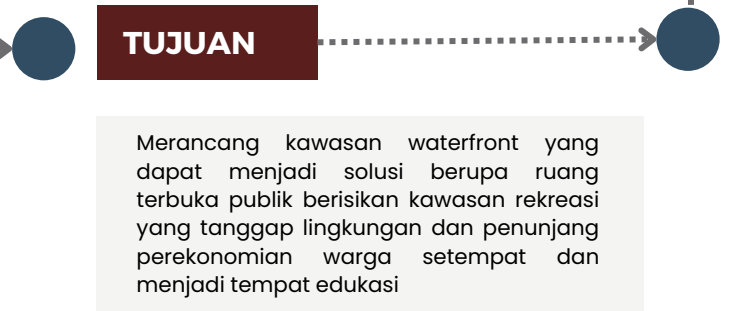 TUJUAN
Merancang kawasan waterfront yang
dapat menjadi solusi berupa ruang
terbuka publik berisikan kawasan rekreasi
yang tanggap lingkungan dan penunjang
perekonomian warga setempat dan
menjadi tempat edukasi